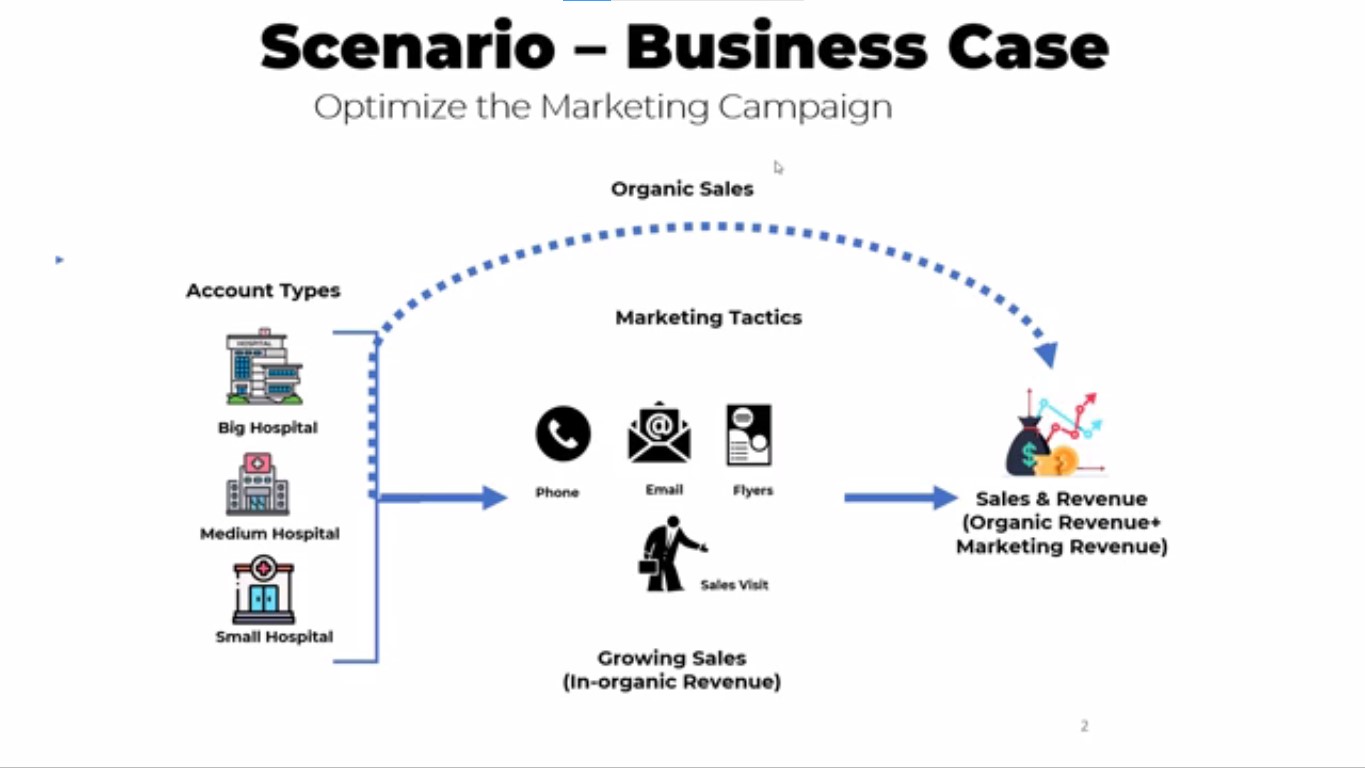 Scenario – Business Case
Optimize the Marketing Campaign
Organic Sales
Account Types
HOSPITAL
Big Hospital
Medium Hospital
Small Hospital
Marketing Tactics
Phone
Email
Flyers
Sales Visit
Growing Sales
(In-organic Revenue)
Sales & Revenue
(Organic Revenue+
Marketing Revenue)
2